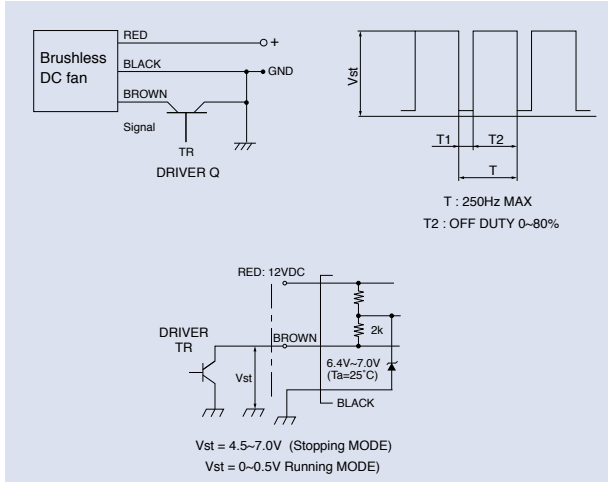 RED
+
Brushless
DC fan
BLACK
GND
BROWN
Signal
TR
DRIVER Q
Vst
T1
T2
T
T : 250Hz MAX
T2 : OFF DUTY 0~80%
RED: 12VDC
DRIVER
TR
BROWN
2k
Vst
6.4V~7.0V
(Ta=25˚C)
BLACK
Vst = 4.5~7.0V (Stopping MODE)
Vst = 0~0.5V Running MODE)